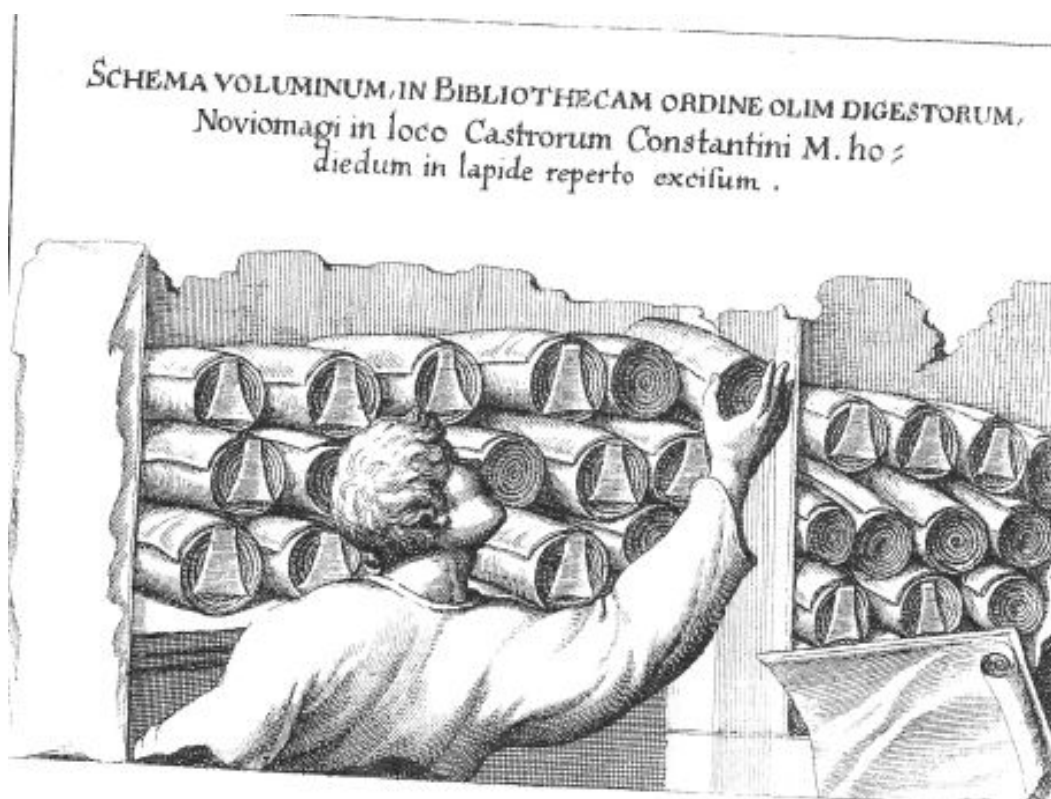 SCHEMA VOLUMINUM, IN BIBLIOTHECAM ORDINE OLIM DIGESTORUM,
Noviomagi in loco Castrorum Constantini M. ho⸗
diedum in lapide reperto excisum.